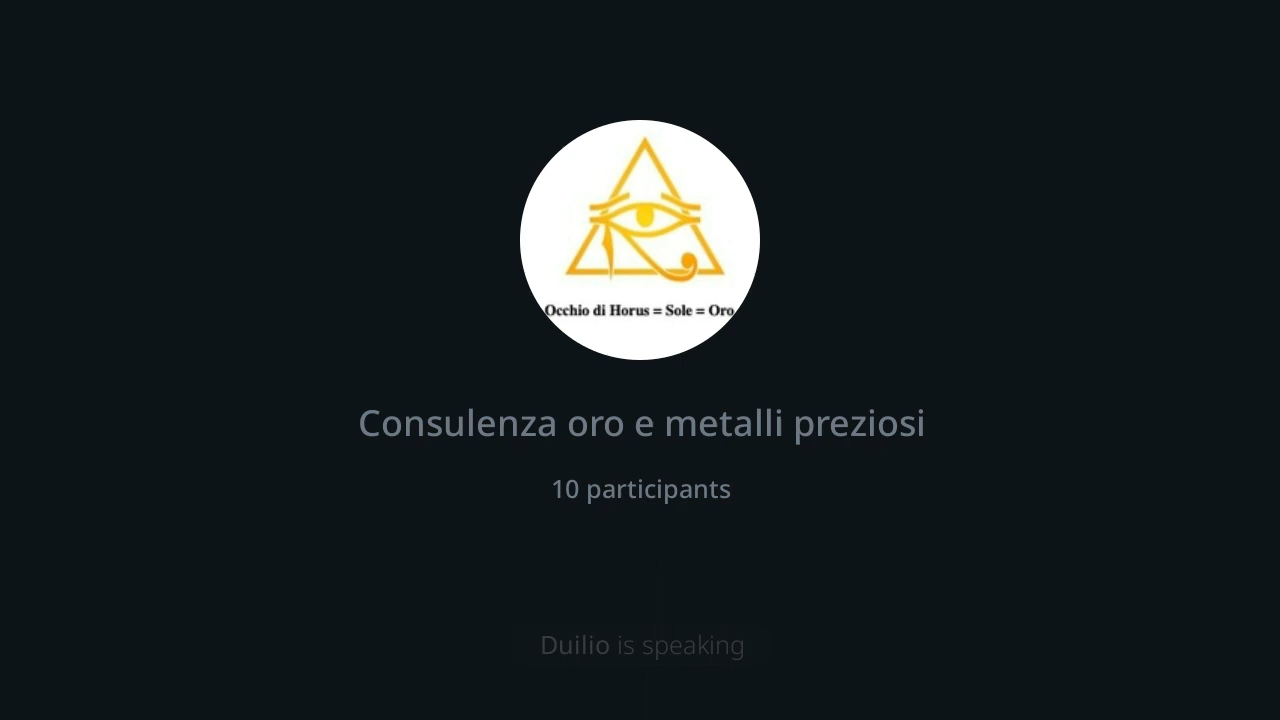 Occhio di Horus = Sole = Oro
Consulenza oro e metalli preziosi
10 participants
Duilio is speaking